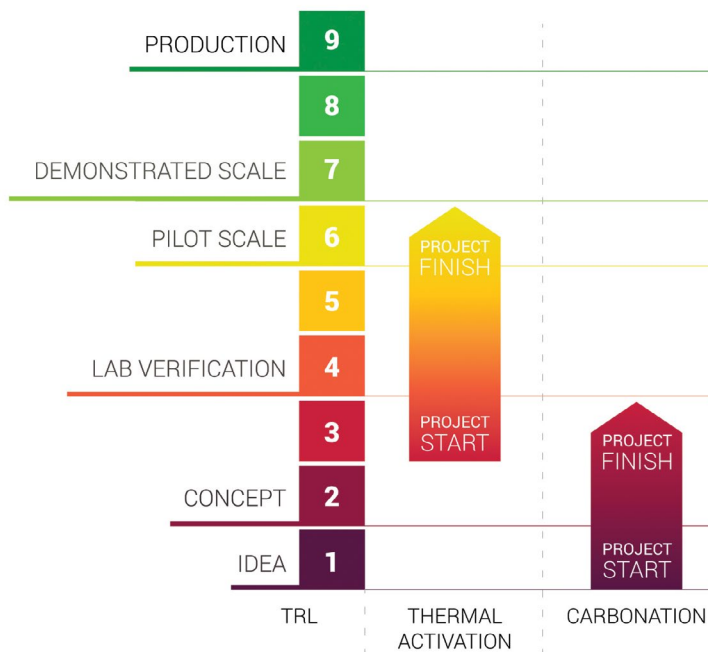 PRODUCTION 9
8
DEMONSTRATED SCALE 7
PILOT SCALE 6
PROJECT
FINISH
5
LAB VERIFICATION 4
3
PROJECT
START
PROJECT
FINISH
CONCEPT 2
IDEA 1
PROJECT
START
TRL
THERMAL
ACTIVATION
CARBONATION